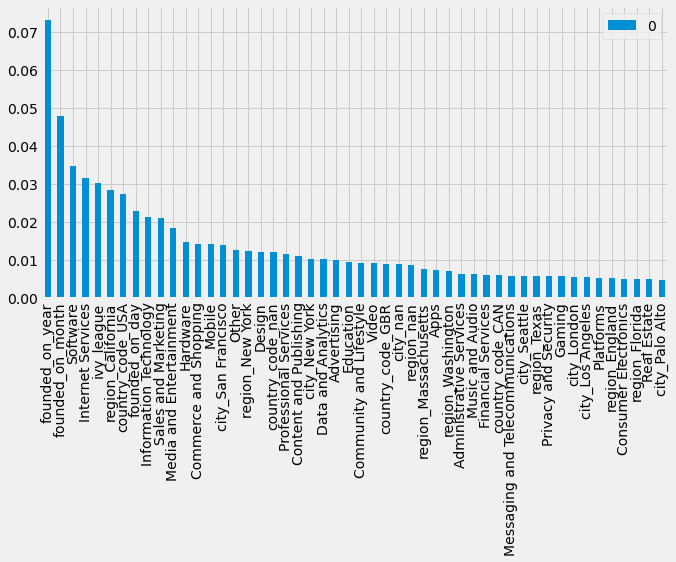 0
0.07
0.06
0.05
0.04
0.03
0.02
0.01
0.00
founded_on_year
founded_on_month
Software
Internet Services
ivy_league
region_California
country_code_USA
founded_on_day
Information Technology
Sales and Marketing
Media and Entertainment
Hardware
Commerce and Shopping
Mobile
city_San Francisco
Other
region_New York
Design
country_code_nan
Professional Services
Content and Publishing
city_New York
Data and Analytics
Advertising
Education
Community and Lifestyle
Video
country_code_GBR
city_nan
region_nan
region_Massachusetts
Apps
region_Washington
Administrative Services
Music and Audio
Financial Services
country_code_CAN
Messaging and Telecommunications
city_Seattle
region_Texas
Privacy and Security
Gaming
city_London
city_Los Angeles
Platforms
region_England
Consumer Electronics
region_Florida
Real Estate
city_Palo Alto